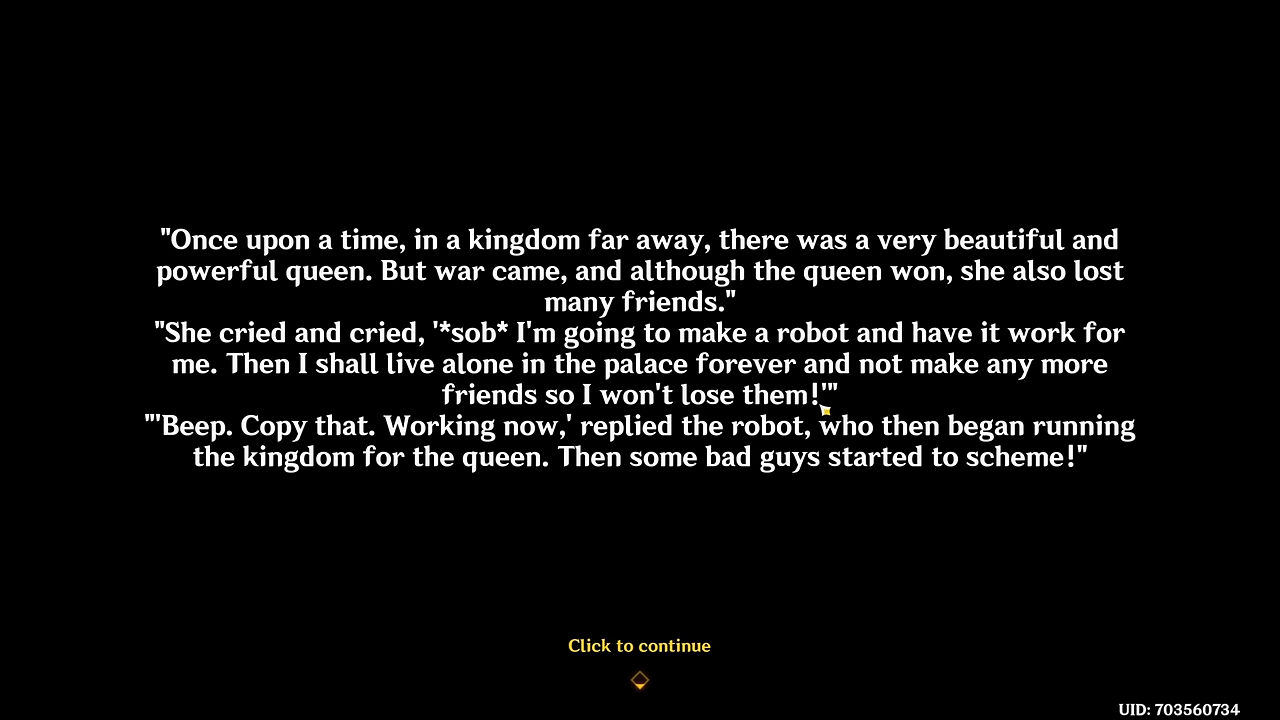 "Once upon a time, in a kingdom far away, there was a very beautiful and
powerful queen. But war came, and although the queen won, she also lost
many friends."
"She cried and cried, '*sob* I'm going to make a robot and have it work for
me. Then I shall live alone in the palace forever and not make any more
friends so I won't lose them!'"
"'Beep. Copy that. Working now,' replied the robot, who then began running
the kingdom for the queen. Then some bad guys started to scheme!"
Click to continue
UID: 703560734